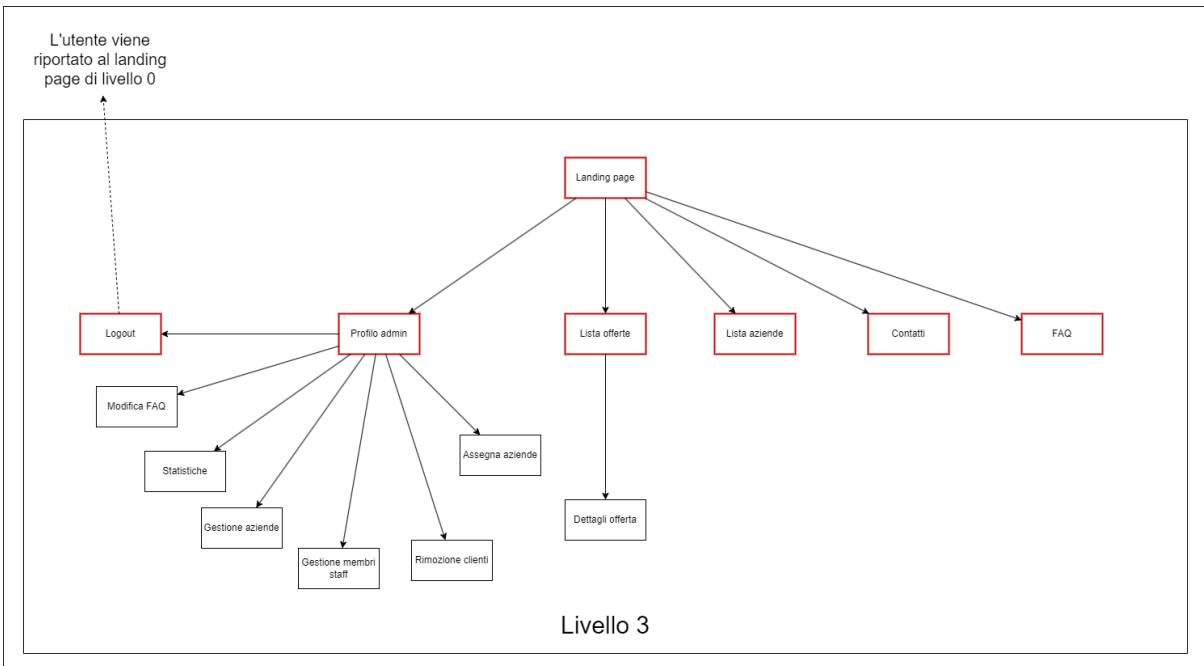 L'utente viene
riportato al landing
page di livello 0
Landing page
Logout
Profilo admin
Lista offerte
Lista aziende
Contatti
FAQ
Modifica FAQ
Assegna aziende
Statistiche
Gestione aziende
Dettagli offerta
Gestione membri
staff
Rimozione clienti
Livello 3